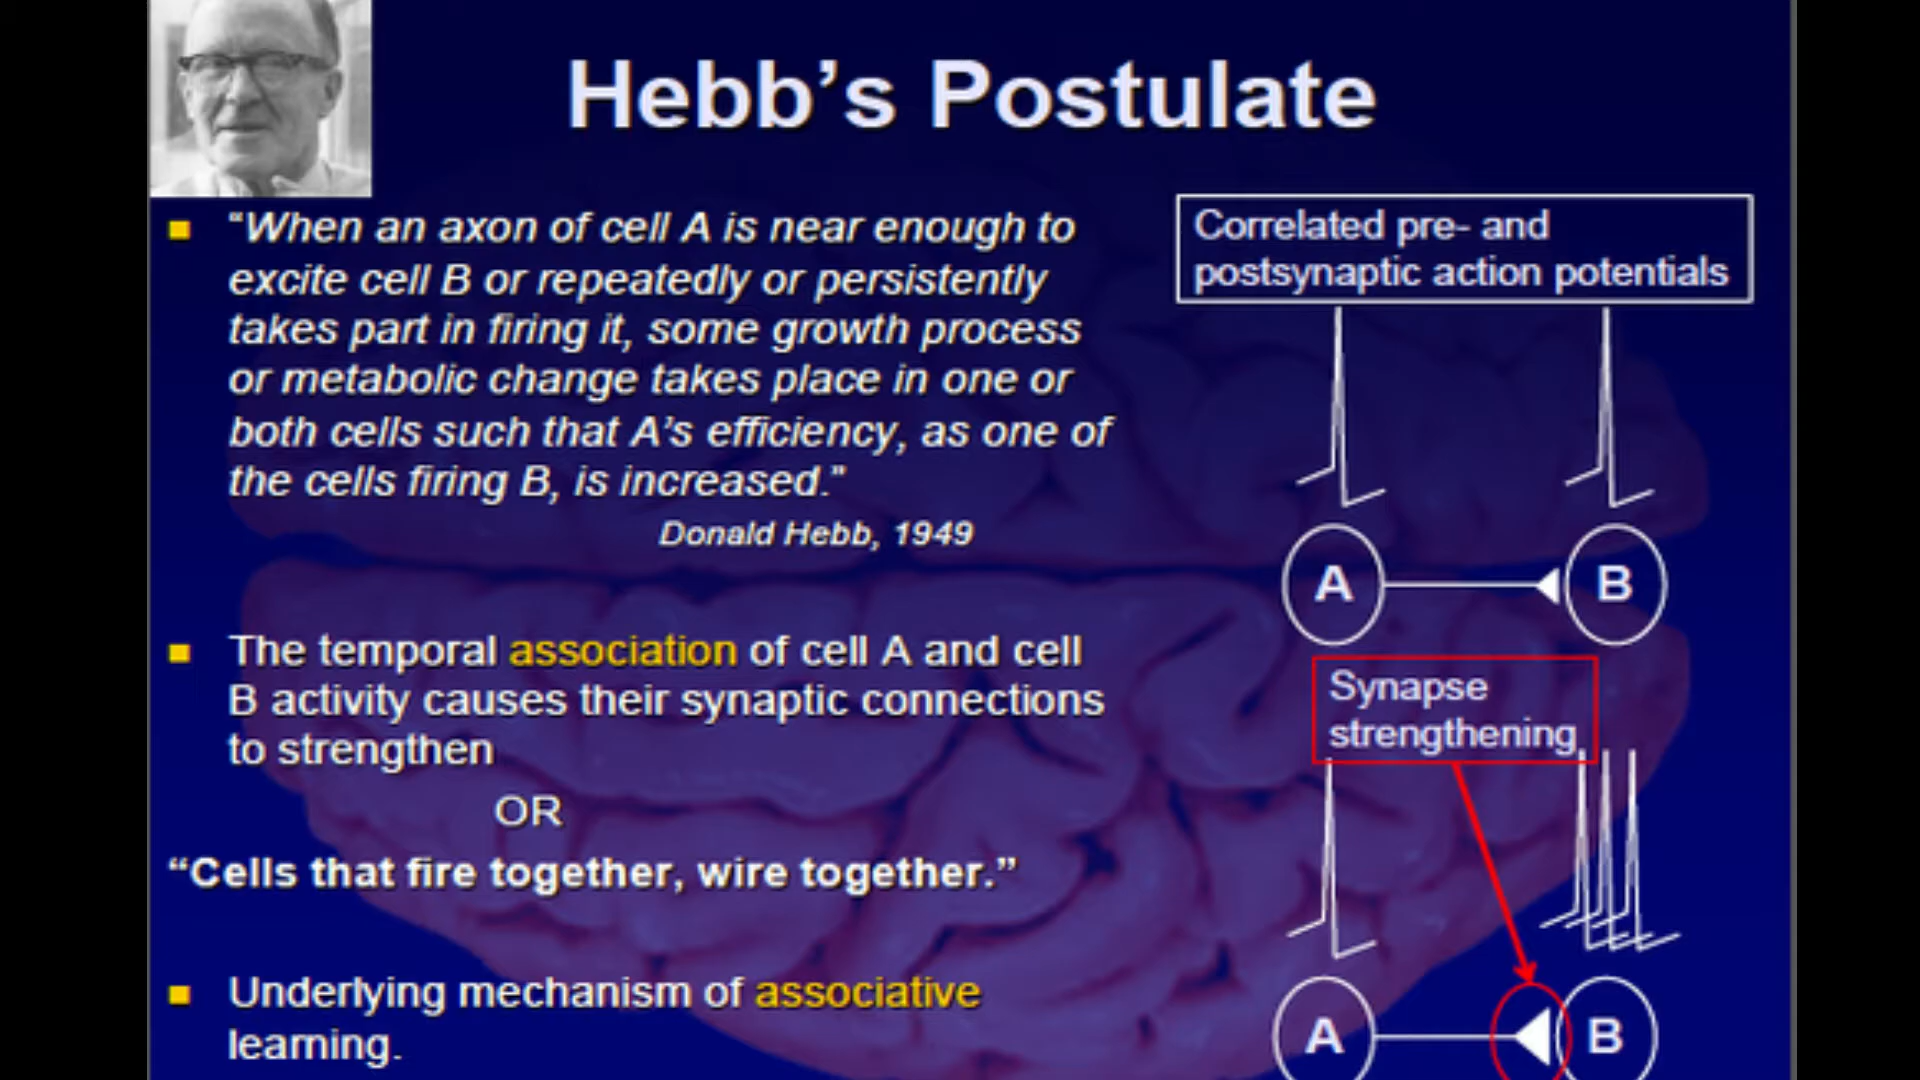 Hebb’s Postulate
“When an axon of cell A is near enough to
excite cell B or repeatedly or persistently
takes part in firing it, some growth process
or metabolic change takes place in one or
both cells such that A’s efficiency, as one of
the cells firing B, is increased.”
Donald Hebb, 1949
The temporal association of cell A and cell
B activity causes their synaptic connections
to strengthen
OR
“Cells that fire together, wire together.”
Underlying mechanism of associative
learning.
Correlated pre- and
postsynaptic action potentials
A B
Synapse
strengthening
A B